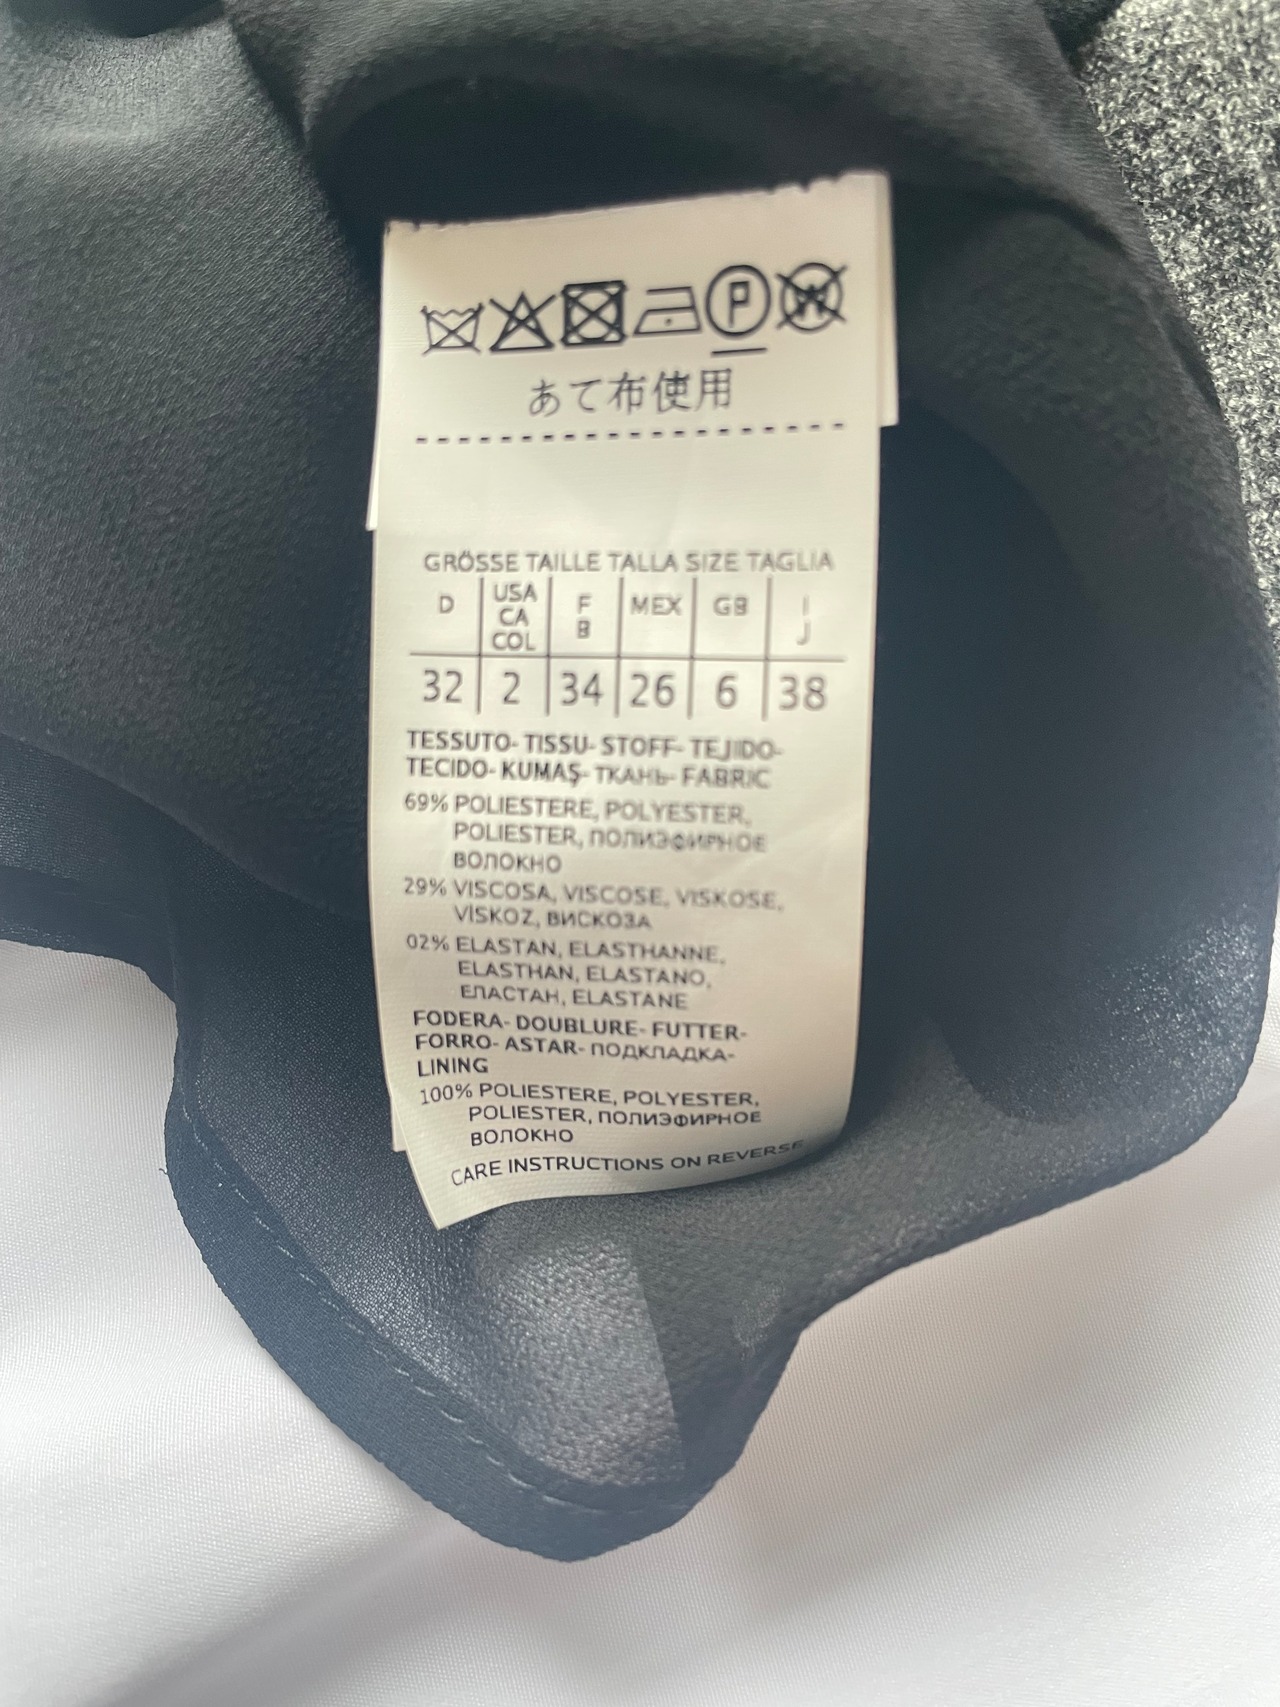 P W
あて布使用
GRÖSSE TAILLE TALLA SIZE TAGLIA
D USA CA COL F B MEX GB I J
32 2 34 26 6 38
TESSUTO- TISSU- STOFF- TEJIDO-
TECIDO- KUMAŞ- ТКАНЬ- FABRIC
69% POLIESTERE, POLYESTER,
POLIESTER, ПОЛИЭФИРНОЕ
ВОЛОКНО
29% VISCOSA, VISCOSE, VISKOSE,
VİSKOZ, ВИСКОЗА
02% ELASTAN, ELASTHANNE,
ELASTHAN, ELASTANO,
ЕЛАСТАН, ELASTANE
FODERA- DOUBLURE- FUTTER-
FORRO- ASTAR- ПОДКЛАДКА-
LINING
100% POLIESTERE, POLYESTER,
POLIESTER, ПОЛИЭФИРНОЕ
ВОЛОКНО
CARE INSTRUCTIONS ON REVERSE